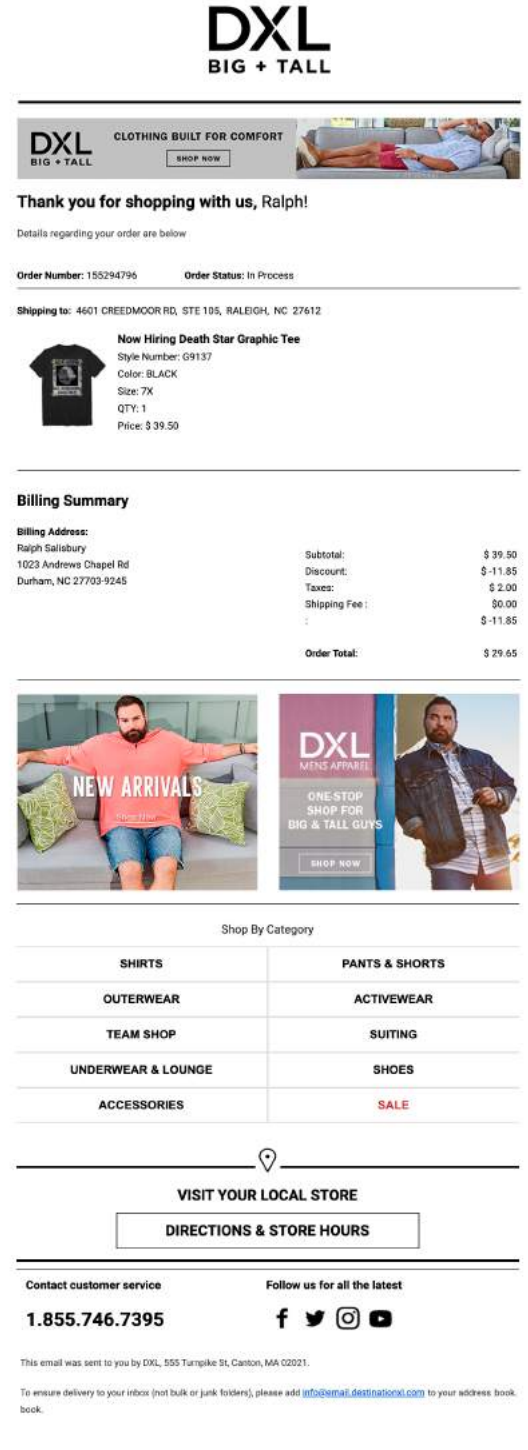 DXL
BIG + TALL
DXL
BIG + TALL
CLOTHING BUILT FOR COMFORT
SHOP NOW
Thank you for shopping with us, Ralph!
Details regarding your order are below
Order Number: 155294796 Order Status: In Process
Shipping to: 4601 CREEDMOOR RD, STE 105, RALEIGH, NC 27612
Now Hiring Death Star Graphic Tee
Style Number: G9137
Color: BLACK
Size: 7X
QTY: 1
Price: $ 39.50
Billing Summary
Billing Address:
Ralph Salisbury
1023 Andrews Chapel Rd
Durham, NC 27703-9245
Subtotal: $ 39.50
Discount: $ -11.85
Taxes: $ 2.00
Shipping Fee : $0.00
: $ -11.85
Order Total: $ 29.65
NEW ARRIVALS
Shop Now
DXL
MENS APPAREL
ONE-STOP
SHOP FOR
BIG & TALL GUYS
SHOP NOW
Shop By Category
SHIRTS PANTS & SHORTS
OUTERWEAR ACTIVEWEAR
TEAM SHOP SUITING
UNDERWEAR & LOUNGE SHOES
ACCESSORIES SALE
VISIT YOUR LOCAL STORE
DIRECTIONS & STORE HOURS
Contact customer service Follow us for all the latest
1.855.746.7395
This email was sent to you by DXL, 555 Turnpike St, Canton, MA 02021.
To ensure delivery to your inbox (not bulk or junk folders), please add info@email.destinationxl.com to your address book.
book.